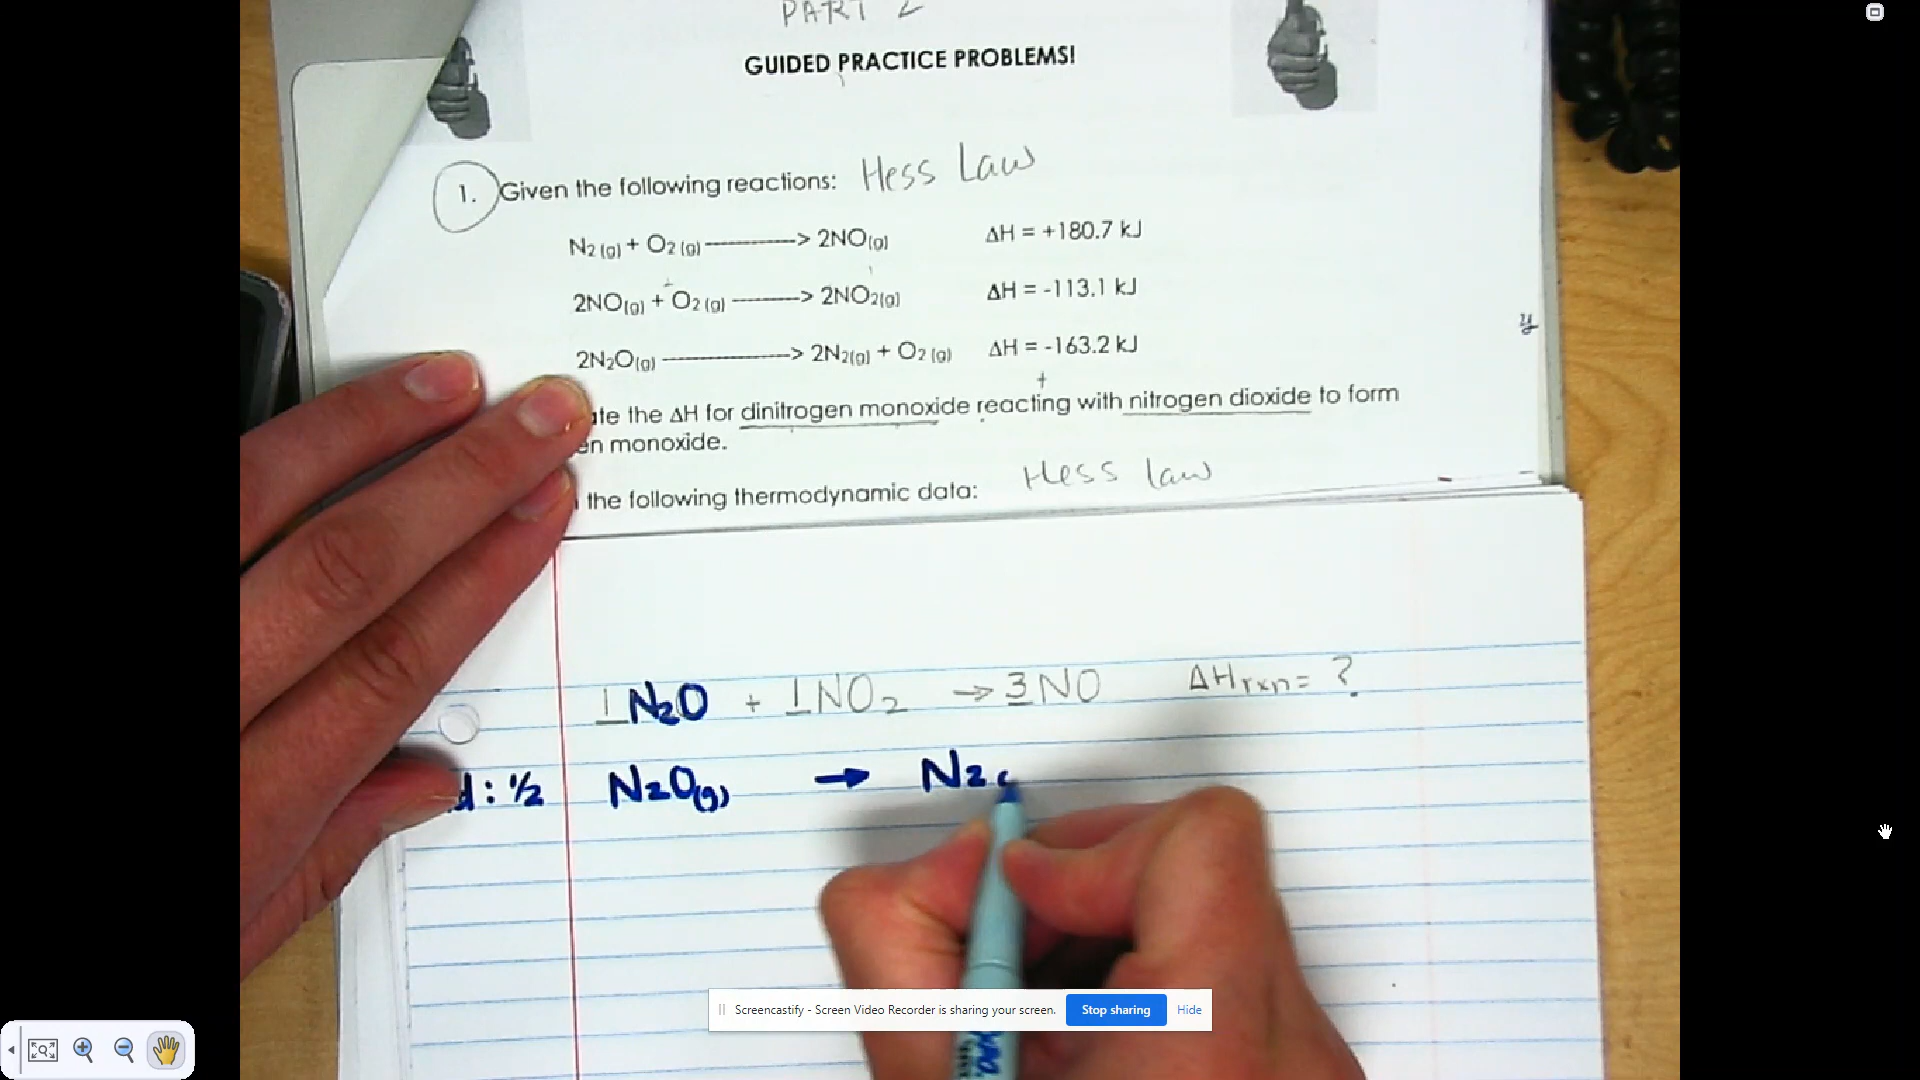 PART 2
GUIDED PRACTICE PROBLEMS!
1. Given the following reactions: Hess Law
N2 (g) + O2 (g) ----------> 2NO(g) ΔH = +180.7 kJ
2NO(g) + O2 (g) ----------> 2NO2(g) ΔH = -113.1 kJ
2N2O(g) ----------> 2N2(g) + O2 (g) ΔH = -163.2 kJ
+
the ΔH for dinitrogen monoxide reacting with nitrogen dioxide to form
monoxide.
the following thermodynamic data: Hess law
1 N2O + 1 NO2 → 3 NO ΔHrxn = ?
: 1/2 N2O(g) → N2
Screencastify - Screen Video Recorder is sharing your screen. Stop sharing Hide